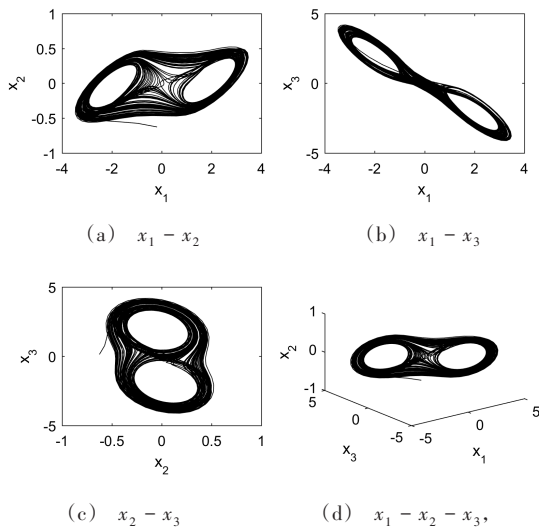 1
0.5
x₂
0
-0.5
-1
-4 -2 0 2 4
x₁
(a) x₁ - x₂
5
x₃
0
-5
-4 -2 0 2 4
x₁
(b) x₁ - x₃
5
x₃
0
-5
-1 -0.5 0 0.5 1
x₂
(c) x₂ - x₃
1
x₂
0
-1
5
0
-5
x₃
-5
0
5
x₁
(d) x₁ - x₂ - x₃,